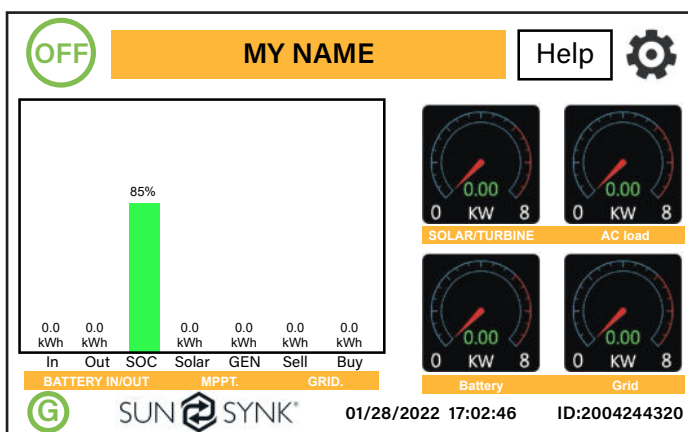 OFF
MY NAME
Help
85%
0.0 0.0 0.0 0.0 0.0 0.0
kWh kWh kWh kWh kWh kWh
In Out SOC Solar GEN Sell Buy
BATTERY IN/OUT MPPT. GRID.
0.00
0 KW 8
SOLAR/TURBINE
0.00
0 KW 8
AC load
0.00
0 KW 8
Battery
0.00
0 KW 8
Grid
G
SUN SYNK®
01/28/2022 17:02:46
ID:2004244320